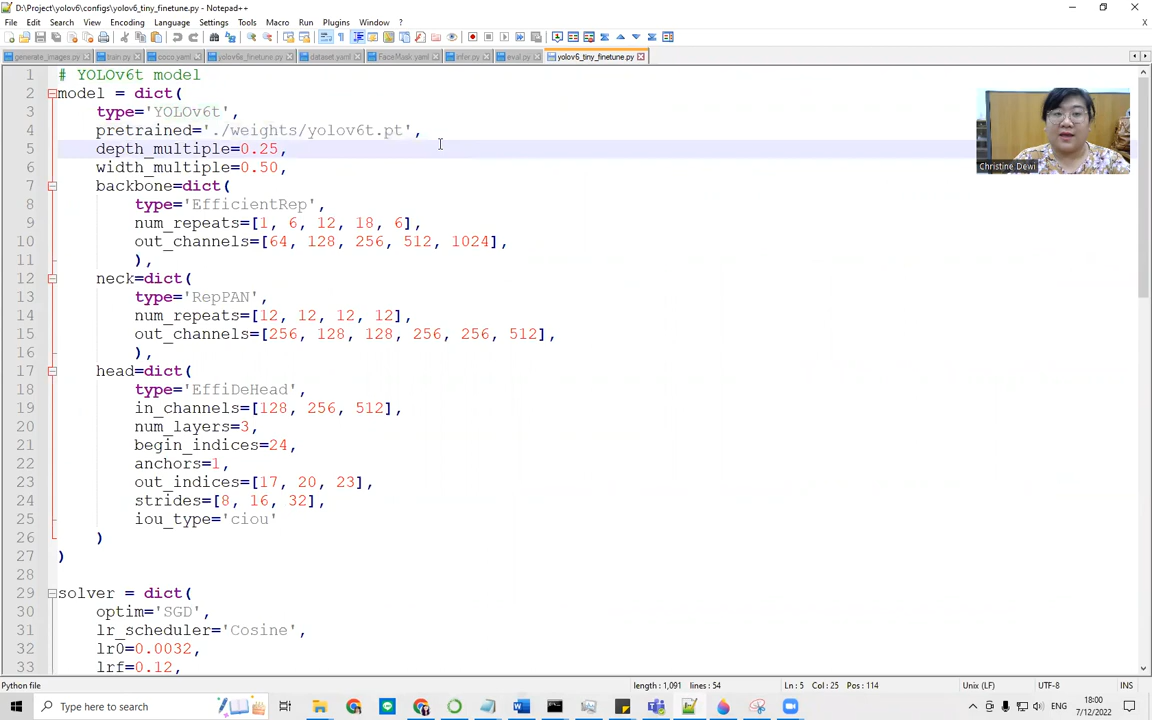 D:\Project\yolov6\configs\yolov6_tiny_finetune.py - Notepad++
File Edit Search View Encoding Language Settings Tools Macro Run Plugins Window ?
generate_images.py train.py coco.yaml yolov6s_finetune.py dataset.yaml FaceMask.yaml infer.py eval.py yolov6_tiny_finetune.py
1 # YOLOv6t model
2 model = dict(
3 type='YOLOv6t',
4 pretrained='./weights/yolov6t.pt',
5 depth_multiple=0.25,
6 width_multiple=0.50,
7 backbone=dict(
8 type='EfficientRep',
9 num_repeats=[1, 6, 12, 18, 6],
10 out_channels=[64, 128, 256, 512, 1024],
11 ),
12 neck=dict(
13 type='RepPAN',
14 num_repeats=[12, 12, 12, 12],
15 out_channels=[256, 128, 128, 256, 256, 512],
16 ),
17 head=dict(
18 type='EffiDeHead',
19 in_channels=[128, 256, 512],
20 num_layers=3,
21 begin_indices=24,
22 anchors=1,
23 out_indices=[17, 20, 23],
24 strides=[8, 16, 32],
25 iou_type='ciou'
26 )
27 )
28
29 solver = dict(
30 optim='SGD',
31 lr_scheduler='Cosine',
32 lr0=0.0032,
33 lrf=0.12,
Christine Dewi
Python file length : 1,091 lines : 54 Ln : 5 Col : 25 Pos : 114 Unix (LF) UTF-8 INS
Type here to search ENG 18:00
7/12/2022